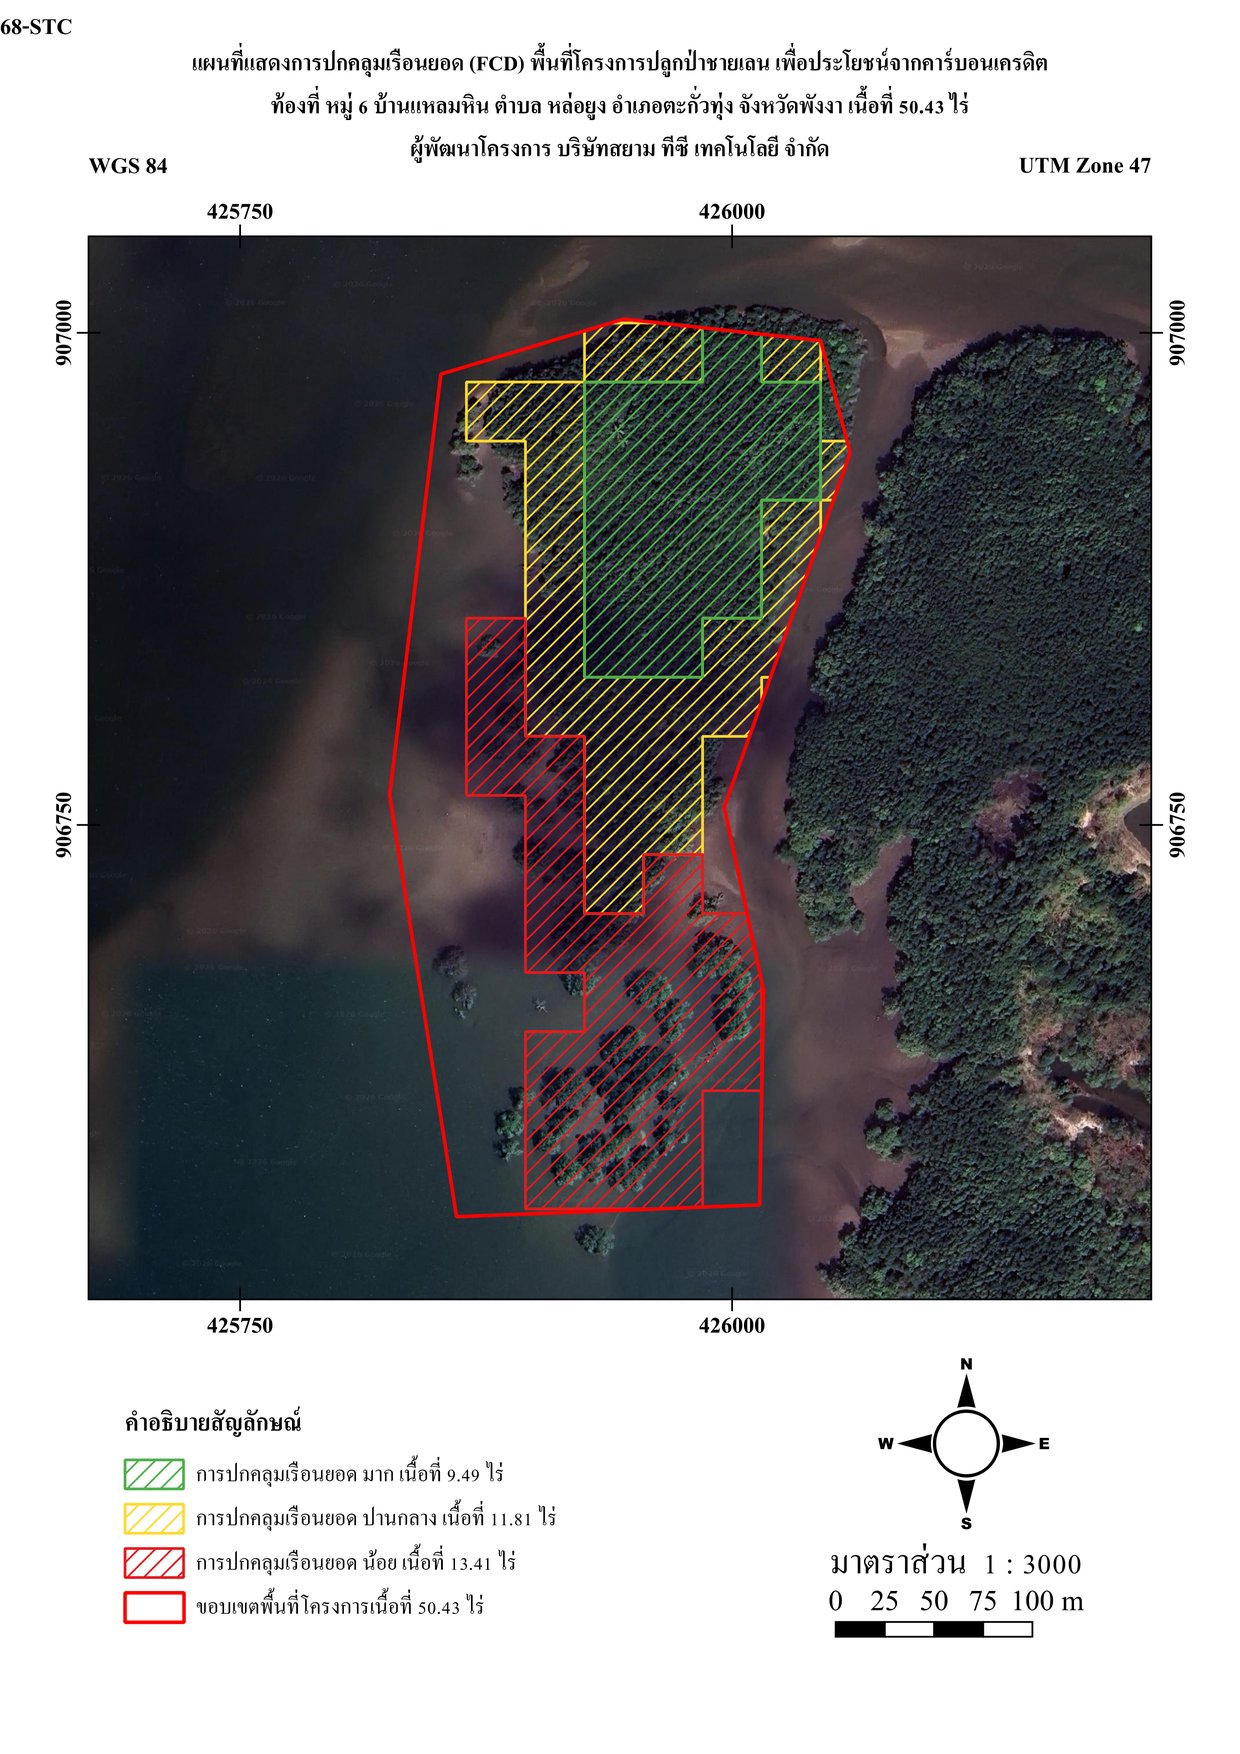 68-STC
แผนที่แสดงการปกคลุมเรือนยอด (FCD) พื้นที่โครงการปลูกป่าชายเลน เพื่อประโยชน์จากคาร์บอนเครดิต
ท้องที่ หมู่ 6 บ้านแหลมหิน ตำบล หล่อยูง อำเภอตะกั่วทุ่ง จังหวัดพังงา เนื้อที่ 50.43 ไร่
ผู้พัฒนาโครงการ บริษัทสยาม ทีซี เทคโนโลยี จำกัด
WGS 84
UTM Zone 47
425750
426000
907000
907000
906750
906750
425750
426000
คำอธิบายสัญลักษณ์
การปกคลุมเรือนยอด มาก เนื้อที่ 9.49 ไร่
การปกคลุมเรือนยอด ปานกลาง เนื้อที่ 11.81 ไร่
การปกคลุมเรือนยอด น้อย เนื้อที่ 13.41 ไร่
ขอบเขตพื้นที่โครงการเนื้อที่ 50.43 ไร่
N
W
E
S
มาตราส่วน 1 : 3000
0 25 50 75 100 m